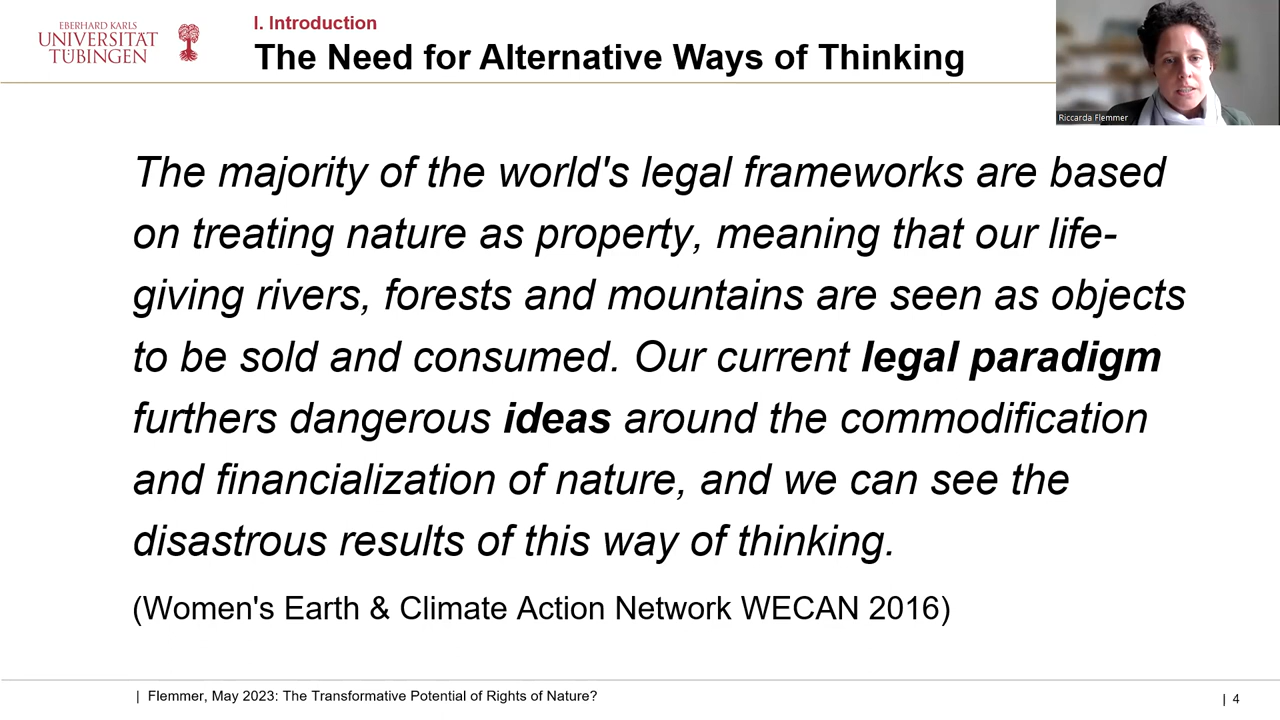 EBERHARD KARLS
UNIVERSITÄT
TÜBINGEN
I. Introduction
The Need for Alternative Ways of Thinking
Riccarda Flemmer
The majority of the world's legal frameworks are based
on treating nature as property, meaning that our life-
giving rivers, forests and mountains are seen as objects
to be sold and consumed. Our current legal paradigm
furthers dangerous ideas around the commodification
and financialization of nature, and we can see the
disastrous results of this way of thinking.
(Women's Earth & Climate Action Network WECAN 2016)
| Flemmer, May 2023: The Transformative Potential of Rights of Nature?
| 4